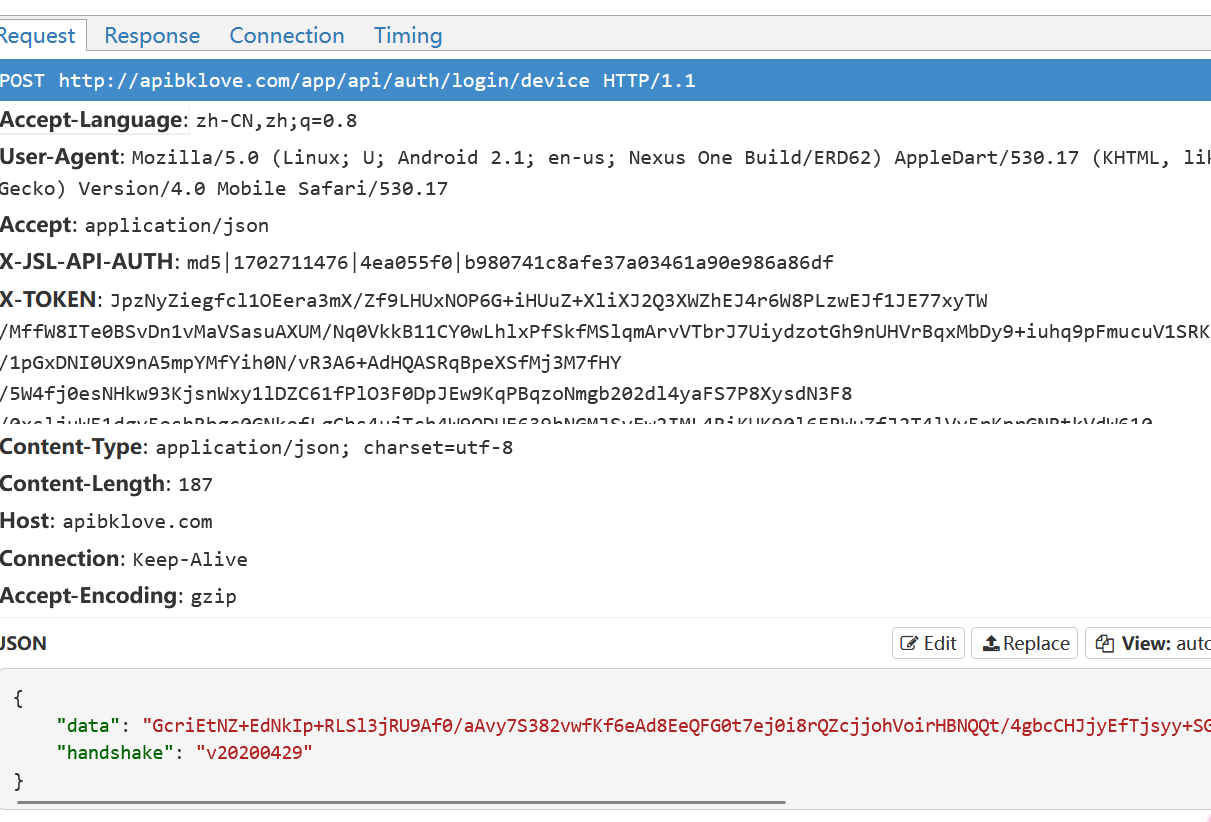 Request Response Connection Timing
POST http://apibklove.com/app/api/auth/login/device HTTP/1.1
Accept-Language: zh-CN,zh;q=0.8
User-Agent: Mozilla/5.0 (Linux; U; Android 2.1; en-us; Nexus One Build/ERD62) AppleDart/530.17 (KHTML, lik
Gecko) Version/4.0 Mobile Safari/530.17
Accept: application/json
X-JSL-API-AUTH: md5|1702711476|4ea055f0|b980741c8afe37a03461a90e986a86df
X-TOKEN: JpzNyZiegfcl1OEera3mX/Zf9LHUxNOP6G+iHUuZ+XliXJ2Q3XWZhEJ4r6W8PLzwEJf1JE77xyTW
/MffW8ITe0BSvDn1vMaVSasuAXUM/Nq0VkkB11CY0wLhlxPfSkfMSlqmArvVTbrJ7UiydzotGh9nUHVrBqxMbDy9+iuhq9pFmucuV1SRK
/1pGxDNI0UX9nA5mpYMfYih0N/vR3A6+AdHQASRqBpeXSfMj3M7fHY
/5W4fj0esNHkw93KjsnWxy1lDZC61fPlO3F0DpJEw9KqPBqzoNmgb202dl4yaFS7P8XysdN3F8
Content-Type: application/json; charset=utf-8
Content-Length: 187
Host: apibklove.com
Connection: Keep-Alive
Accept-Encoding: gzip
JSON Edit Replace View: auto
{
"data": "GcriEtNZ+EdNkIp+RLSl3jRU9Af0/aAvy7S382vwfKf6eAd8EeQFG0t7ej0i8rQZcjjohVoirHBNQQt/4gbcCHJjyEfTjsyy+SG
"handshake": "v20200429"
}